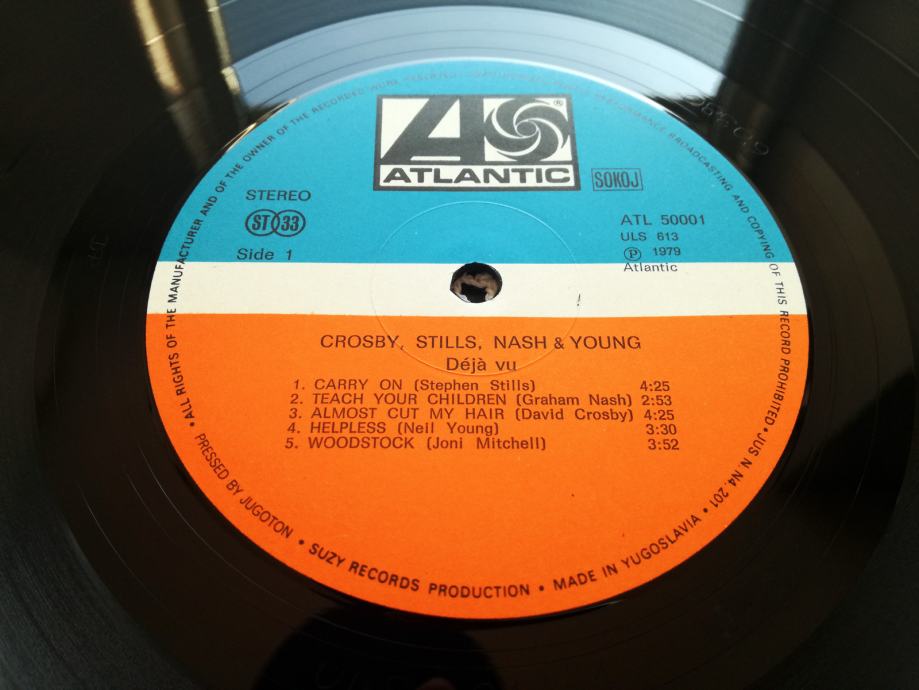 • ALL RIGHTS OF THE MANUFACTURER AND OF THE OWNER OF THE RECORDED WORK RESERVED PERFORMANCE BROADCASTING AND COPYING OF THIS RECORD PROHIBITED • JUS N.N4. 201
ATLANTIC ®
STEREO
SOKOJ
ST 33
Side 1
ATL 50001
ULS 613
℗ 1979
Atlantic
CROSBY, STILLS, NASH & YOUNG
Déjà vu
1. CARRY ON (Stephen Stills) 4:25
2. TEACH YOUR CHILDREN (Graham Nash) 2:53
3. ALMOST CUT MY HAIR (David Crosby) 4:25
4. HELPLESS (Neil Young) 3:30
5. WOODSTOCK (Joni Mitchell) 3:52
• PRESSED BY JUGOTON • SUZY RECORDS PRODUCTION • MADE IN YUGOSLAVIA •